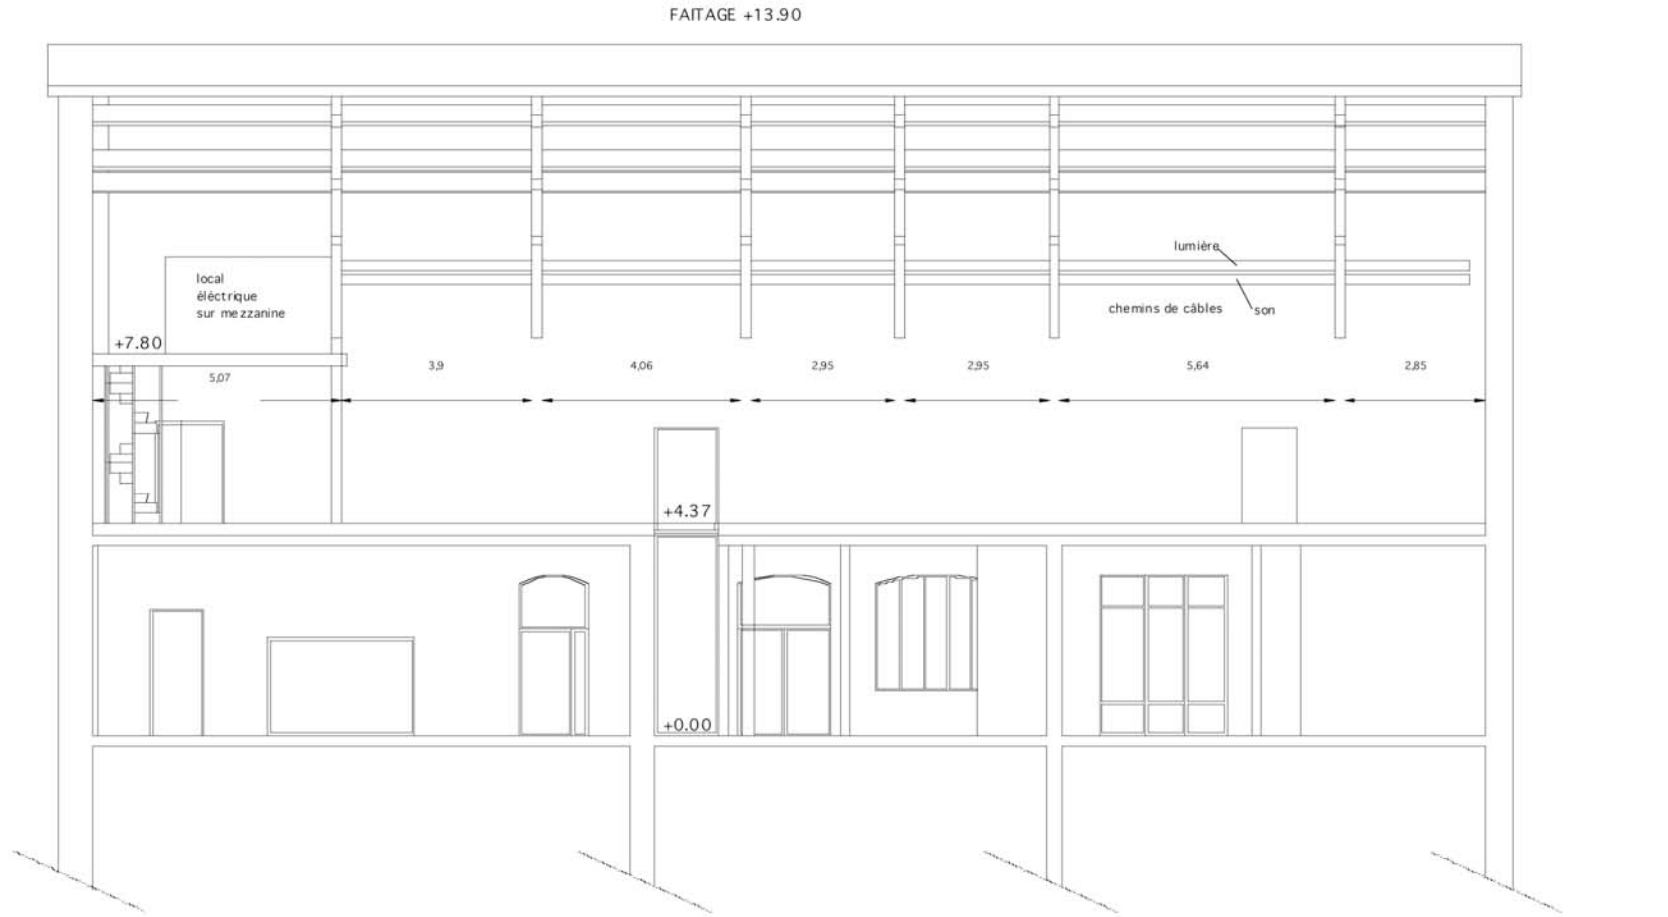 FAITAGE +13.90
lumière
local
éléctrique
sur mezzanine
chemins de câbles
son
+7.80
5,07
3,9
4,06
2,95
2,95
5,64
2,85
+4.37
+0.00